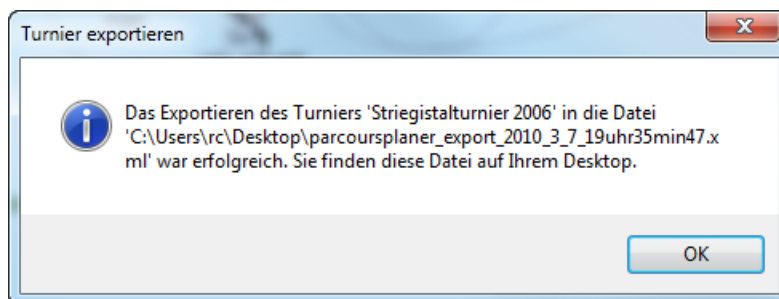 Turnier exportieren
Das Exportieren des Turniers 'Striegistalturnier 2006' in die Datei
'C:\Users\rc\Desktop\parcoursplaner_export_2010_3_7_19uhr35min47.x
ml' war erfolgreich. Sie finden diese Datei auf Ihrem Desktop.
OK